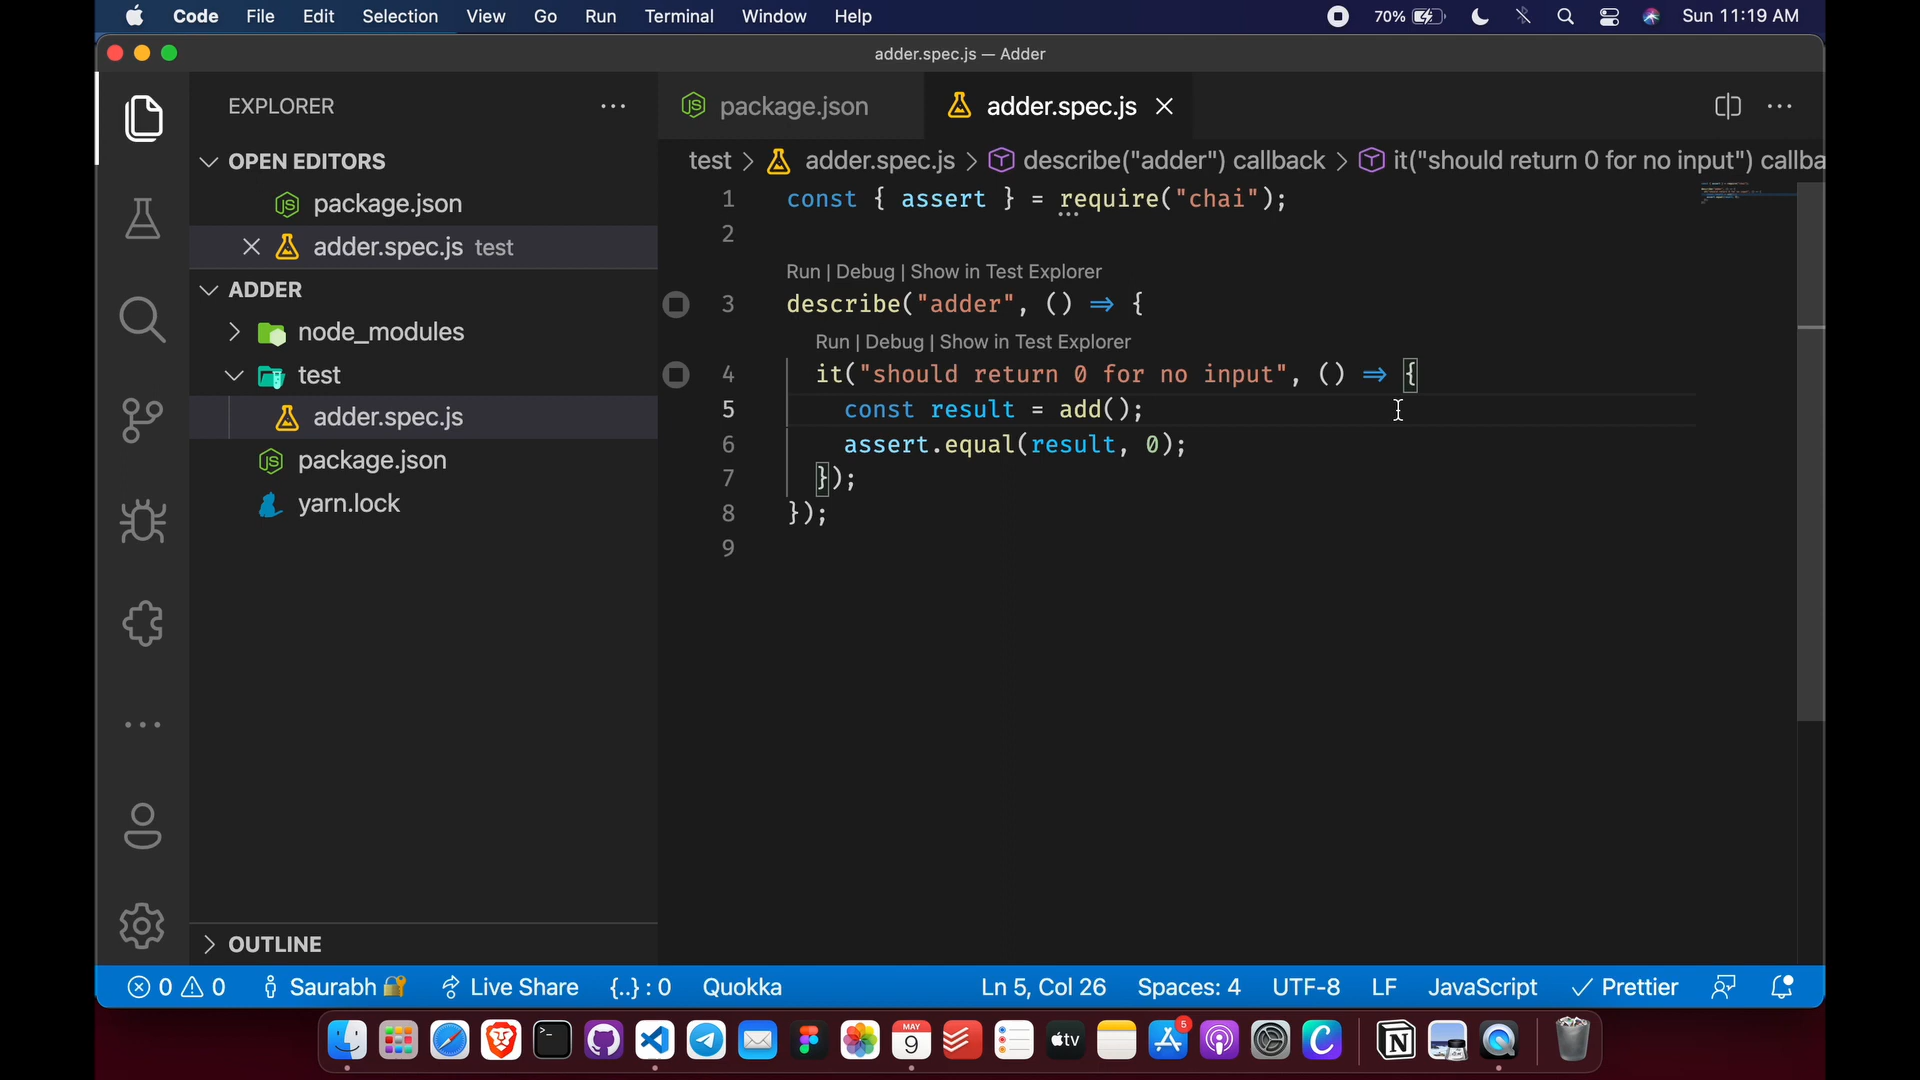 Code File Edit Selection View Go Run Terminal Window Help 70% Sun 11:19 AM
adder.spec.js — Adder
EXPLORER
OPEN EDITORS
package.json
adder.spec.js test
ADDER
node_modules
test
adder.spec.js
package.json
yarn.lock
OUTLINE
package.json adder.spec.js
test > adder.spec.js > describe("adder") callback > it("should return 0 for no input") callba
1 const { assert } = require("chai");
2
Run | Debug | Show in Test Explorer
3 describe("adder", () ⇒ {
Run | Debug | Show in Test Explorer
4 it("should return 0 for no input", () ⇒ {
5 const result = add();
6 assert.equal(result, 0);
7 });
8 });
9
0 0 Saurabh Live Share {..} : 0 Quokka Ln 5, Col 26 Spaces: 4 UTF-8 LF JavaScript Prettier
MAY
9
tv
5